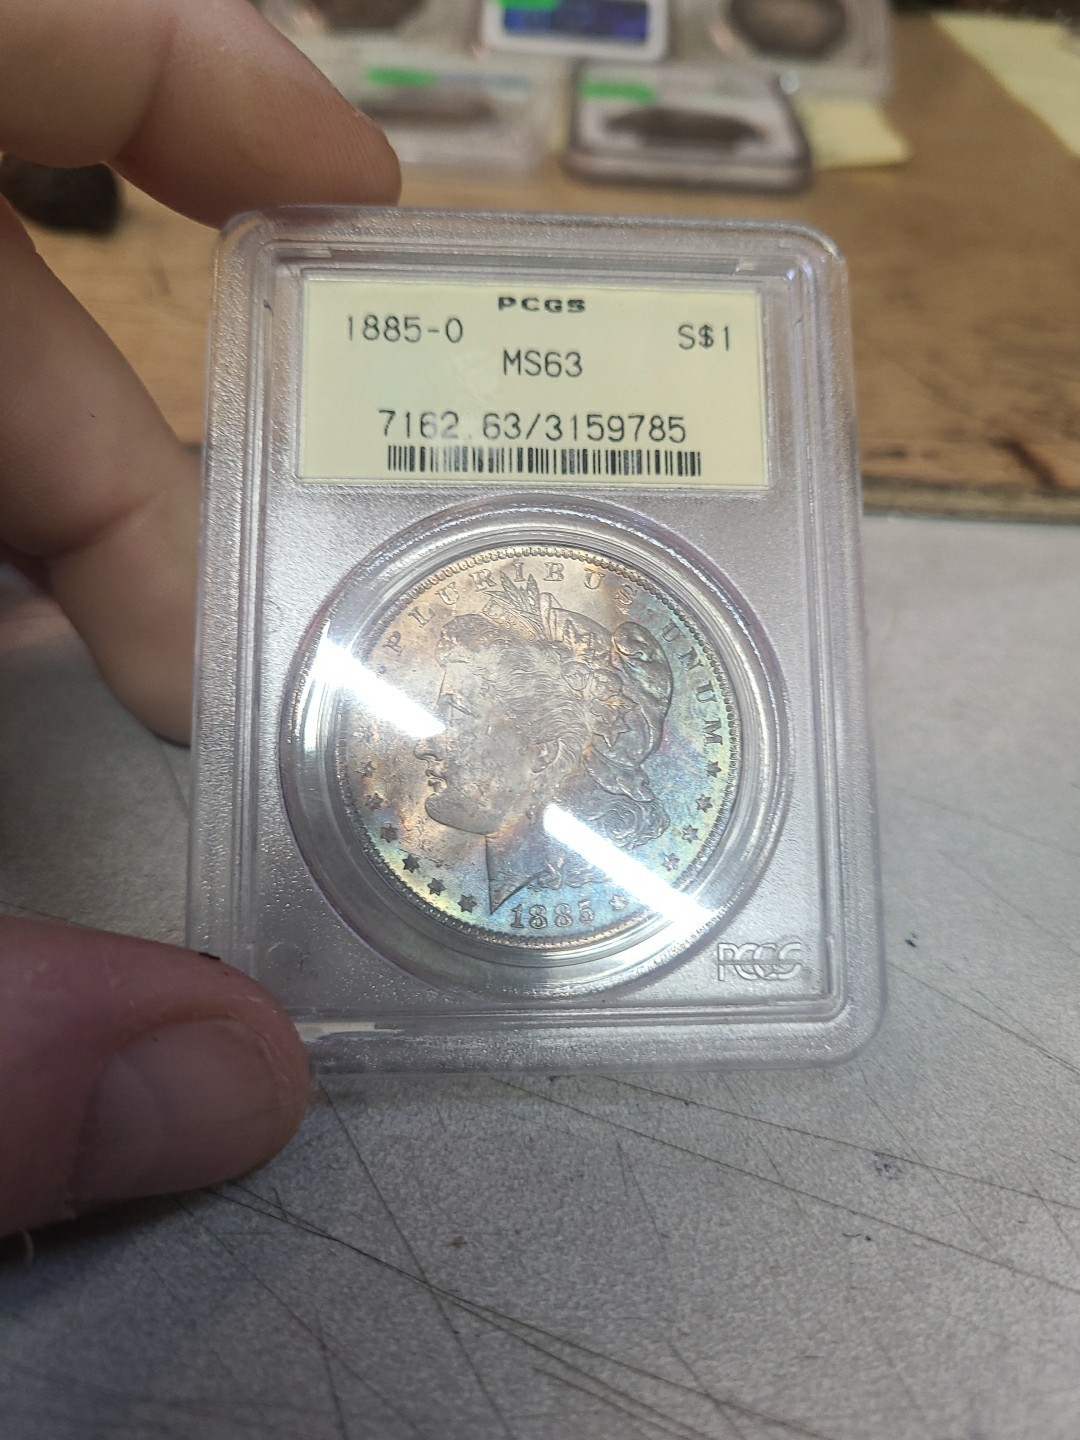 PCGS
1885-O S$1
MS63
7162.63/3159785
PLURIBUS UNUM
1885
PCGS